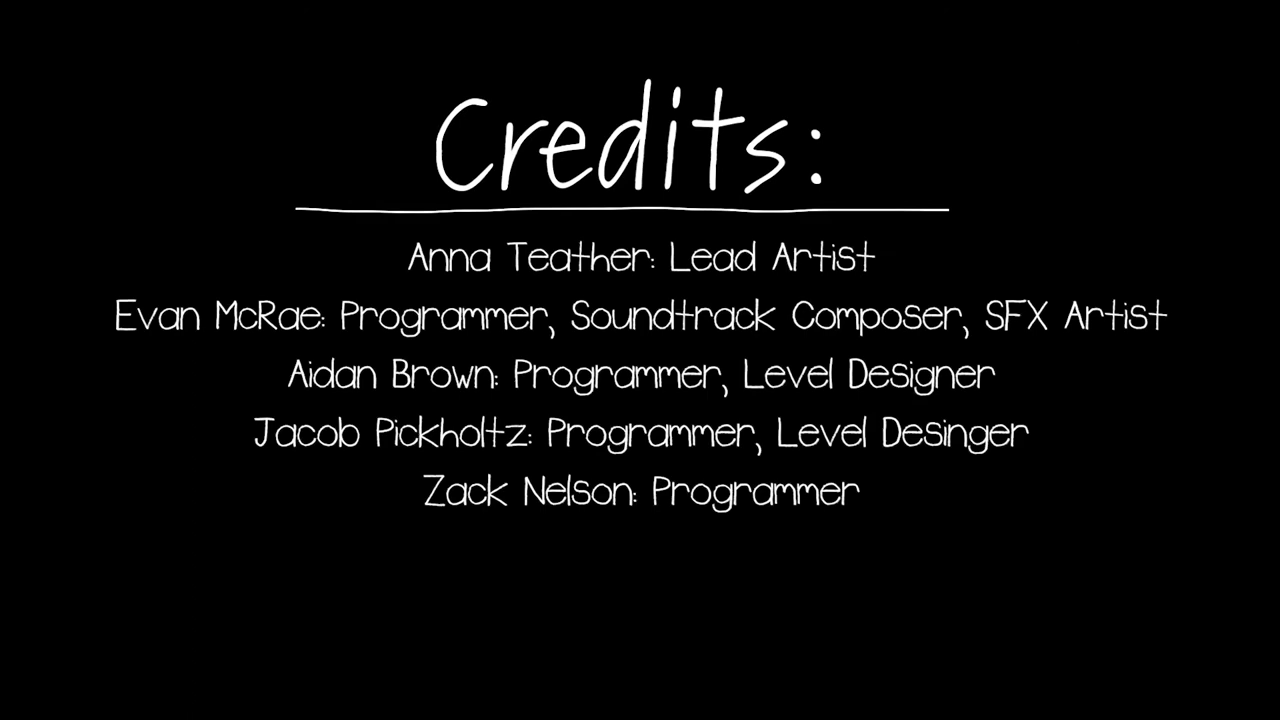 Credits:
Anna Teather: Lead Artist
Evan McRae: Programmer, Soundtrack Composer, SFX Artist
Aidan Brown: Programmer, Level Designer
Jacob Pickholtz: Programmer, Level Desinger
Zack Nelson: Programmer